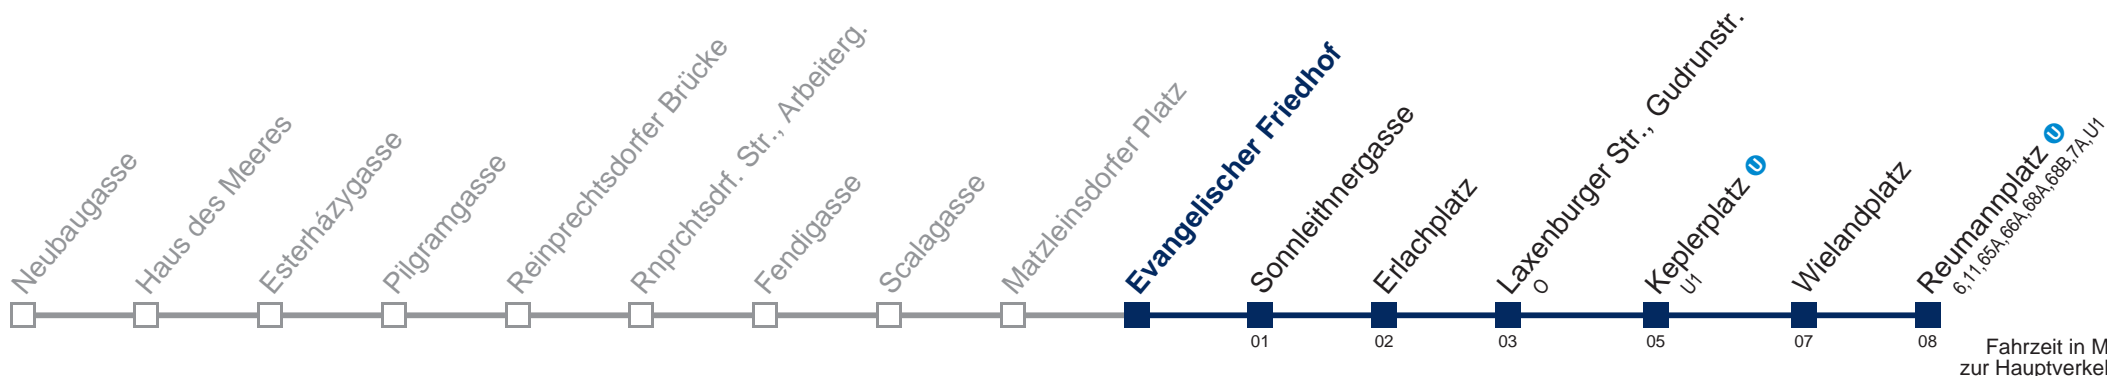 Neubaugasse
Haus des Meeres
Esterházygasse
Pilgramgasse
Reinprechtsdorfer Brücke
Rnprchtsdrf. Str., Arbeiterg.
Fendigasse
Scalagasse
Matzleinsdorfer Platz
Evangelischer Friedhof
Sonnleithnergasse
Erlachplatz
Laxenburger Str., Gudrunstr.
O
Keplerplatz U
U1
Wielandplatz
Reumannplatz U
6,11,65A,66A,68A,68B,7A,U1
01 02 03 05 07 08
Fahrzeit in M
zur Hauptverkel